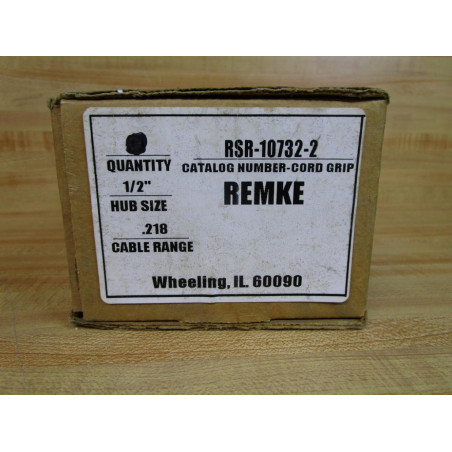 QUANTITY
1/2"
HUB SIZE
.218
CABLE RANGE
RSR-10732-2
CATALOG NUMBER-CORD GRIP
REMKE
Wheeling, IL. 60090